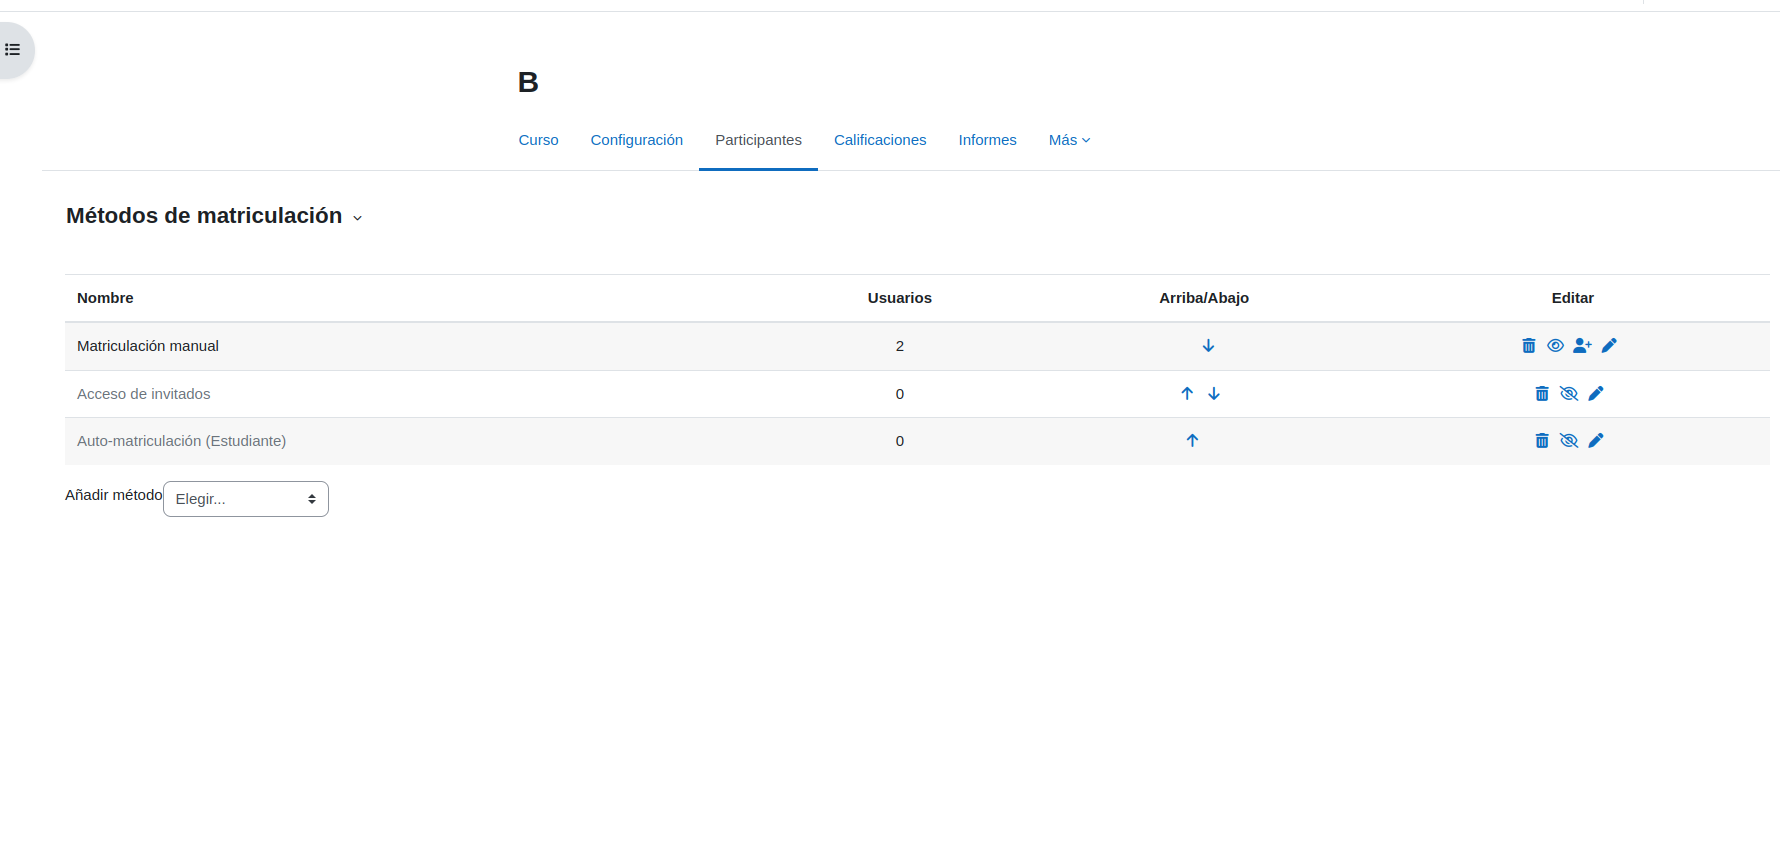 B
Curso Configuración Participantes Calificaciones Informes Más
Métodos de matriculación
Nombre Usuarios Arriba/Abajo Editar
Matriculación manual 2
Acceso de invitados 0
Auto-matriculación (Estudiante) 0
Añadir método Elegir...